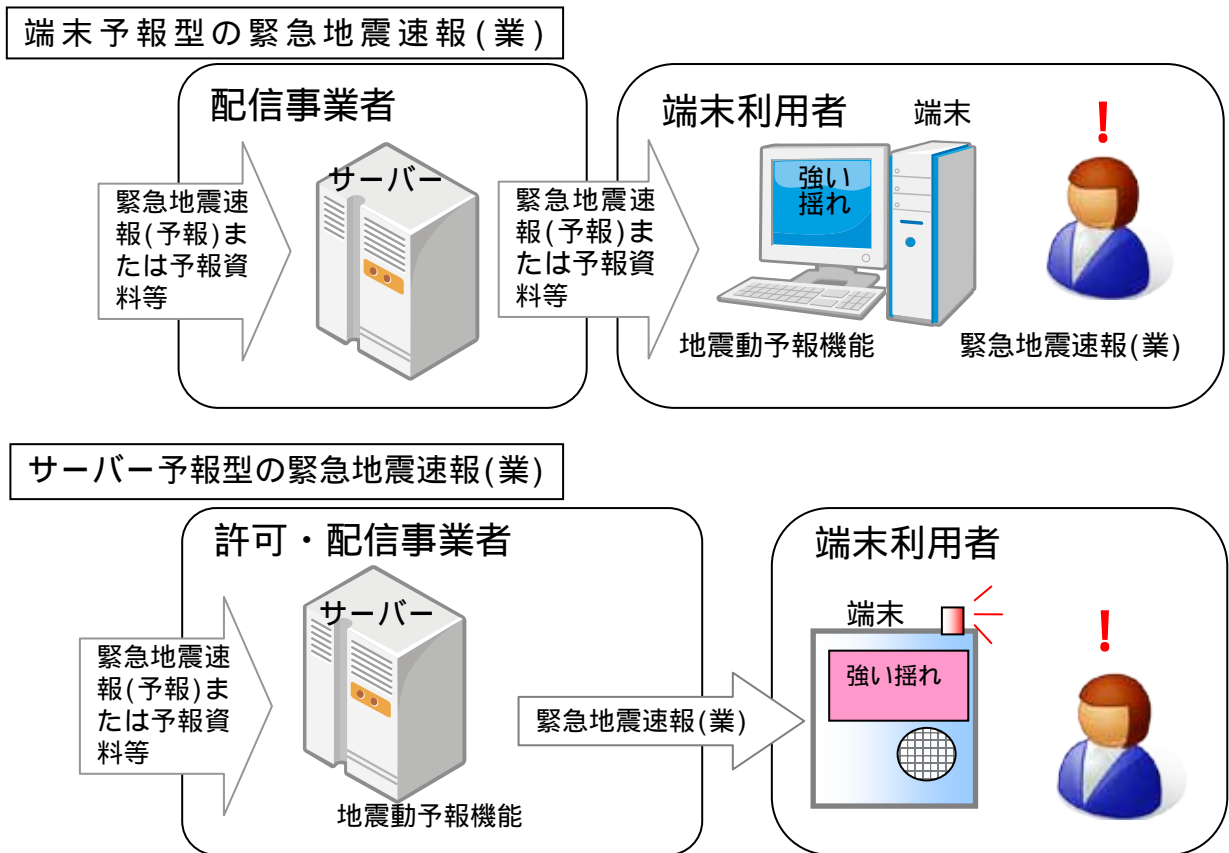 端末予報型の緊急地震速報(業)
配信事業者
サーバー
緊急地震速
報(予報)ま
たは予報資
料等
緊急地震速
報(予報)ま
たは予報資
料等
端末利用者
端末
強い
揺れ
!
地震動予報機能
緊急地震速報(業)
サーバー予報型の緊急地震速報(業)
許可・配信事業者
サーバー
緊急地震速
報(予報)ま
たは予報資
料等
地震動予報機能
緊急地震速報(業)
端末利用者
端末
強い揺れ
!